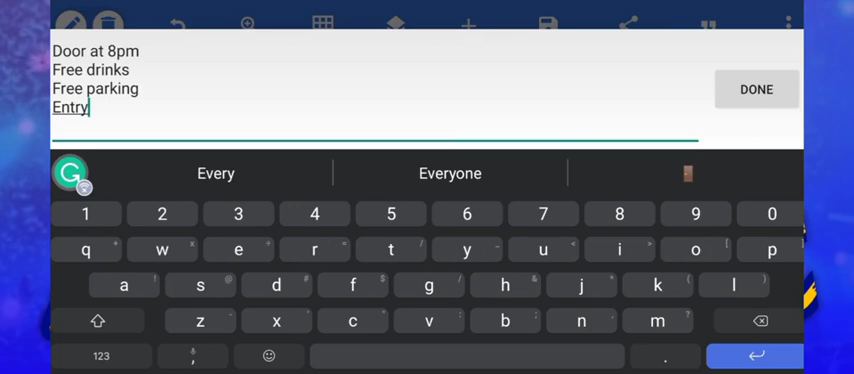 Door at 8pm
Free drinks
Free parking
Entry
DONE
Every Everyone
1 2 3 4 5 6 7 8 9 0
q w e r t y u i o p
a s d f g h j k l
z x c v b n m
123 , .